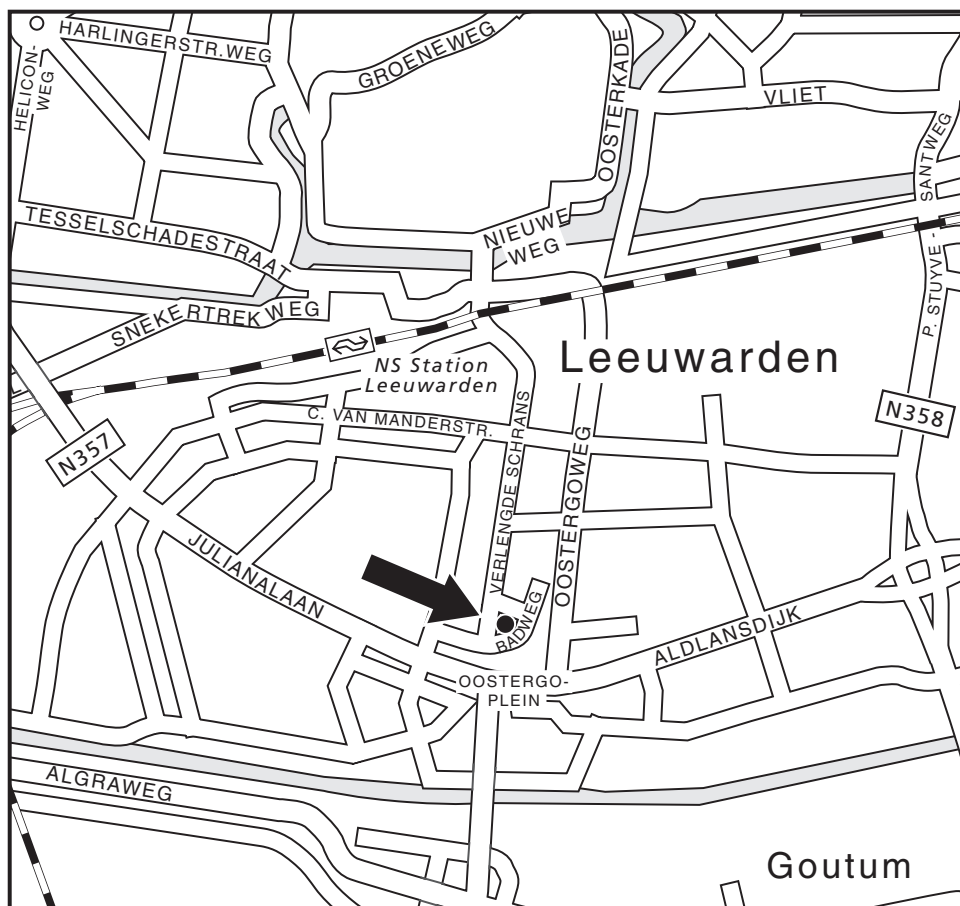 HARLINGERSTR.WEG
HELICON-
WEG
GROENEWEG
OOSTERKADE
VLIET
SANTWEG
TESSELSCHADESTRAAT
NIEUWE
WEG
P. STUYVE -
SNEKERTREKWEG
NS Station
Leeuwarden
Leeuwarden
C. VAN MANDERSTR.
N358
N357
VERLENGDE SCHRANS
OOSTERGOWEG
JULIANALAAN
BADWEG
ALDLANSDIJK
OOSTERGO-
PLEIN
ALGRAWEG
Goutum